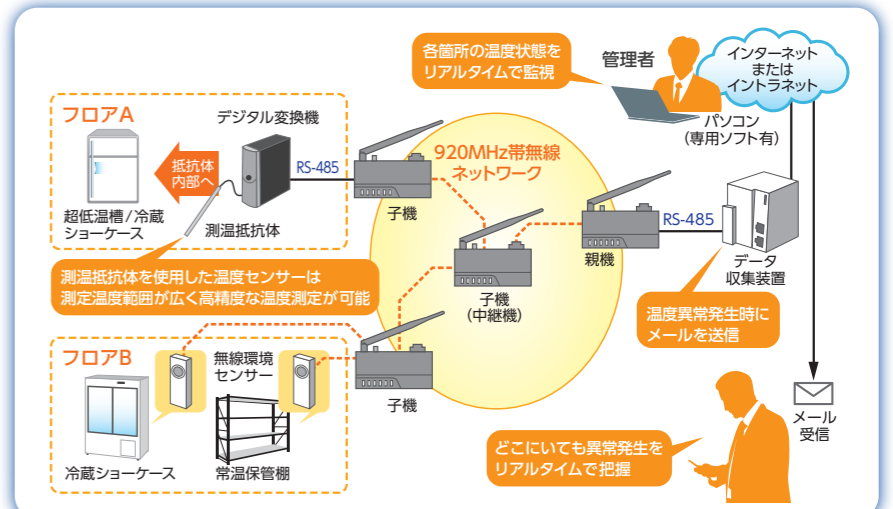 各箇所の温度状態を
リアルタイムで監視
管理者
インターネット
または
イントラネット
パソコン
(専用ソフト有)
フロアA
デジタル変換機
抵抗体
内部へ
RS-485
超低温槽/冷蔵
ショーケース
測温抵抗体
子機
920MHz帯無線
ネットワーク
測温抵抗体を使用した温度センサーは
測定温度範囲が広く高精度な温度測定が可能
子機
(中継機)
親機
RS-485
データ
収集装置
温度異常発生時に
メールを送信
フロアB
無線環境
センサー
子機
冷蔵ショーケース
常温保管棚
メール
受信
どこにいても異常発生を
リアルタイムで把握